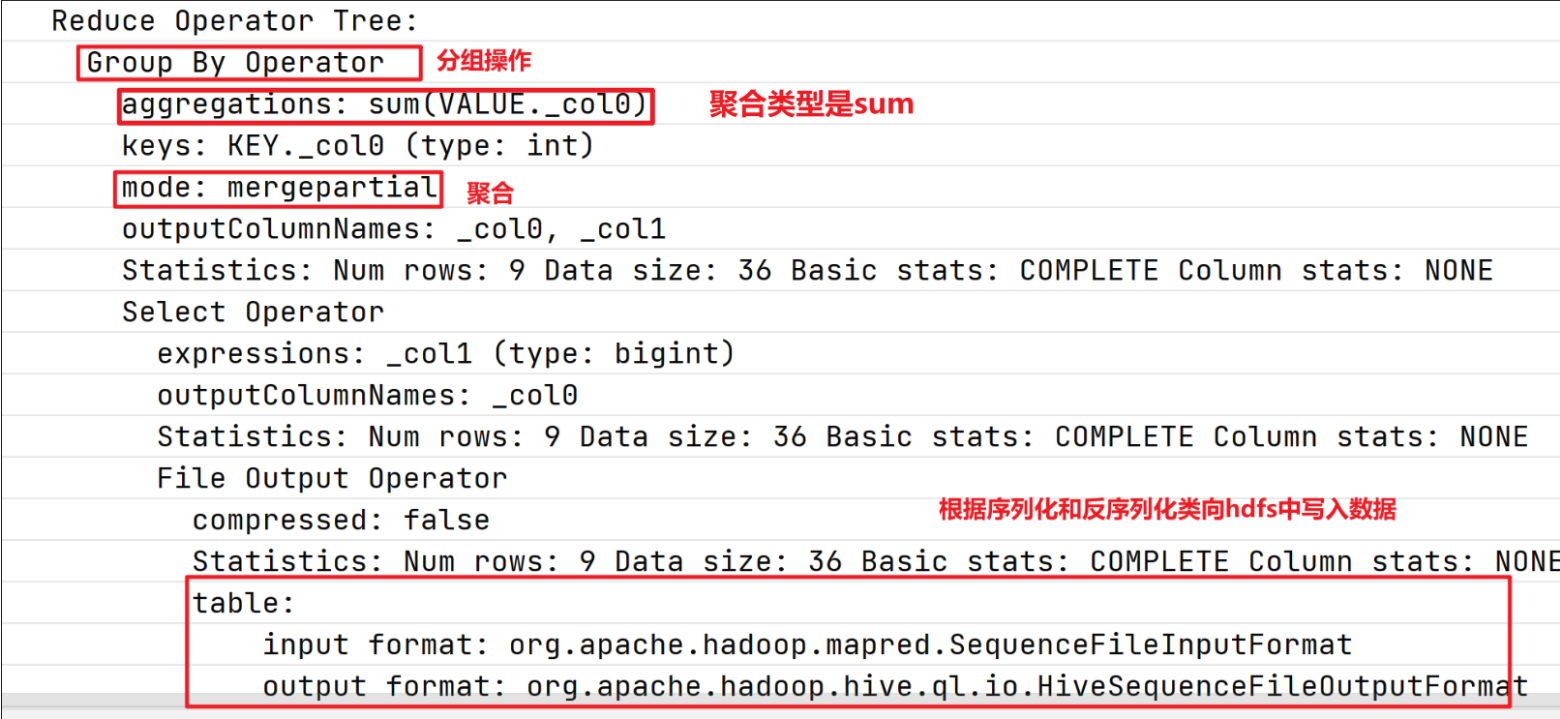 Reduce Operator Tree:
Group By Operator 分组操作
aggregations: sum(VALUE._col0) 聚合类型是sum
keys: KEY._col0 (type: int)
mode: mergepartial 聚合
outputColumnNames: _col0, _col1
Statistics: Num rows: 9 Data size: 36 Basic stats: COMPLETE Column stats: NONE
Select Operator
expressions: _col1 (type: bigint)
outputColumnNames: _col0
Statistics: Num rows: 9 Data size: 36 Basic stats: COMPLETE Column stats: NONE
File Output Operator
compressed: false 根据序列化和反序列化类向hdfs中写入数据
Statistics: Num rows: 9 Data size: 36 Basic stats: COMPLETE Column stats: NONE
table:
input format: org.apache.hadoop.mapred.SequenceFileInputFormat
output format: org.apache.hadoop.hive.ql.io.HiveSequenceFileOutputFormat